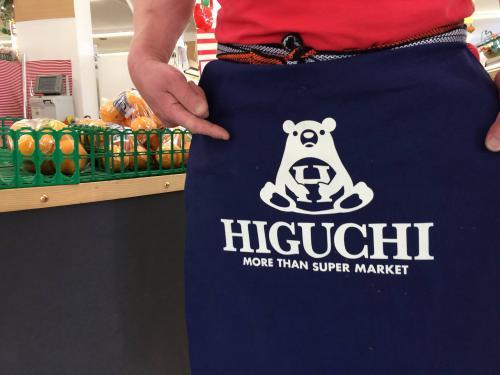 H
HIGUCHI
MORE THAN SUPER MARKET